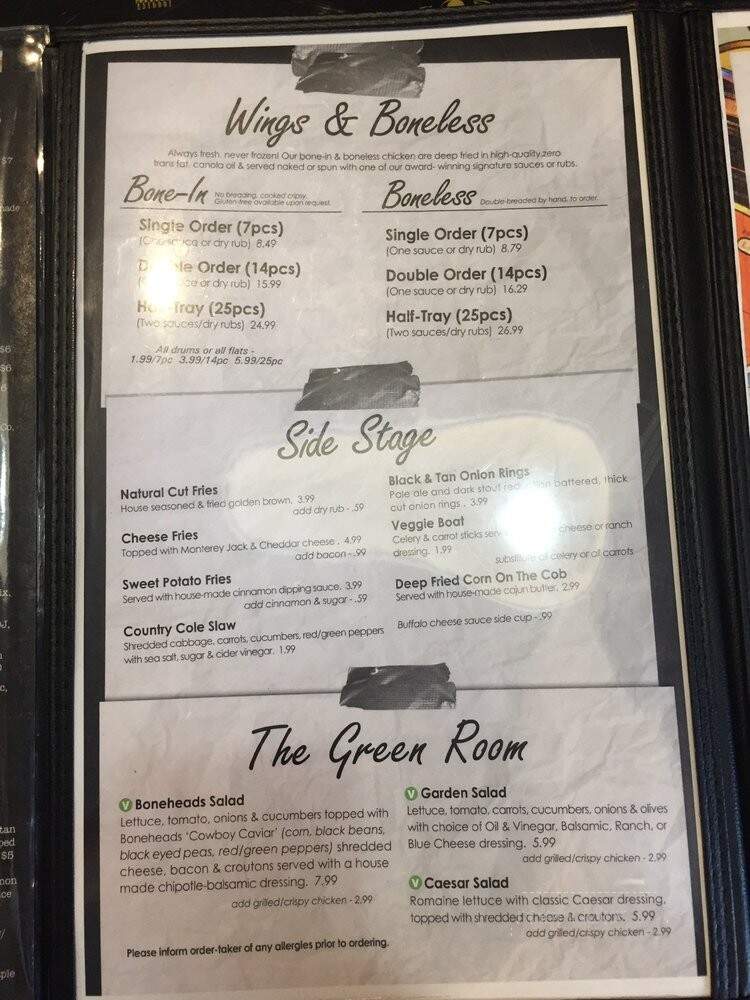 Wings & Boneless
Always fresh, never frozen! Our bone-in & boneless chicken are deep fried in high-quality,zero
trans fat, canola oil & served naked or spun with one of our award- winning signature sauces or rubs.
Bone-In
No breading, cooked cripsy.
Gluten-free available upon request.
Single Order (7pcs)
or dry rub) 8.49
Order (14pcs)
or dry rub) 15.99
(25pcs)
(Two sauces/dry rubs) 24.99
All drums or all flats -
1.99/7pc 3.99/14pc 5.99/25pc
Boneless
Double-breaded by hand, to order.
Single Order (7pcs)
(One sauce or dry rub) 8.79
Double Order (14pcs)
(One sauce or dry rub) 16.29
Half-Tray (25pcs)
(Two sauces/dry rubs) 26.99
Side Stage
Natural Cut Fries
House seasoned & fried golden brown. 3.99
add dry rub - .59
Cheese Fries
Topped with Monterey Jack & Cheddar cheese . 4.99
add bacon - .99
Sweet Potato Fries
Served with house-made cinnamon dipping sauce. 3.99
add cinnamon & sugar - .59
Country Cole Slaw
Shredded cabbage, carrots, cucumbers, red/green peppers
with sea salt, sugar & cider vinegar. 1.99
Black & Tan Onion Rings
Pale ale and dark stout battered, thick
cut onion rings . 3.99
Veggie Boat
Celery & carrot sticks cheese or ranch
dressing. 1.99
substitute all celery or all carrots
Deep Fried Corn On The Cob
Served with house-made cajun butter. 2.99
Buffalo cheese sauce side cup - .99
The Green Room
V Boneheads Salad
Lettuce, tomato, onions & cucumbers topped with
Boneheads 'Cowboy Caviar' (corn, black beans,
black eyed peas, red/green peppers) shredded
cheese, bacon & croutons served with a house
made chipotle-balsamic dressing. 7.99
add grilled/crispy chicken - 2.99
V Garden Salad
Lettuce, tomato, carrots, cucumbers, onions & olives
with choice of Oil & Vinegar, Balsamic, Ranch, or
Blue Cheese dressing. 5.99
add grilled/crispy chicken - 2.99
V Caesar Salad
Romaine lettuce with classic Caesar dressing,
topped with shredded cheese & croutons. 5.99
add grilled/crispy chicken - 2.99
Please inform order-taker of any allergies prior to ordering.